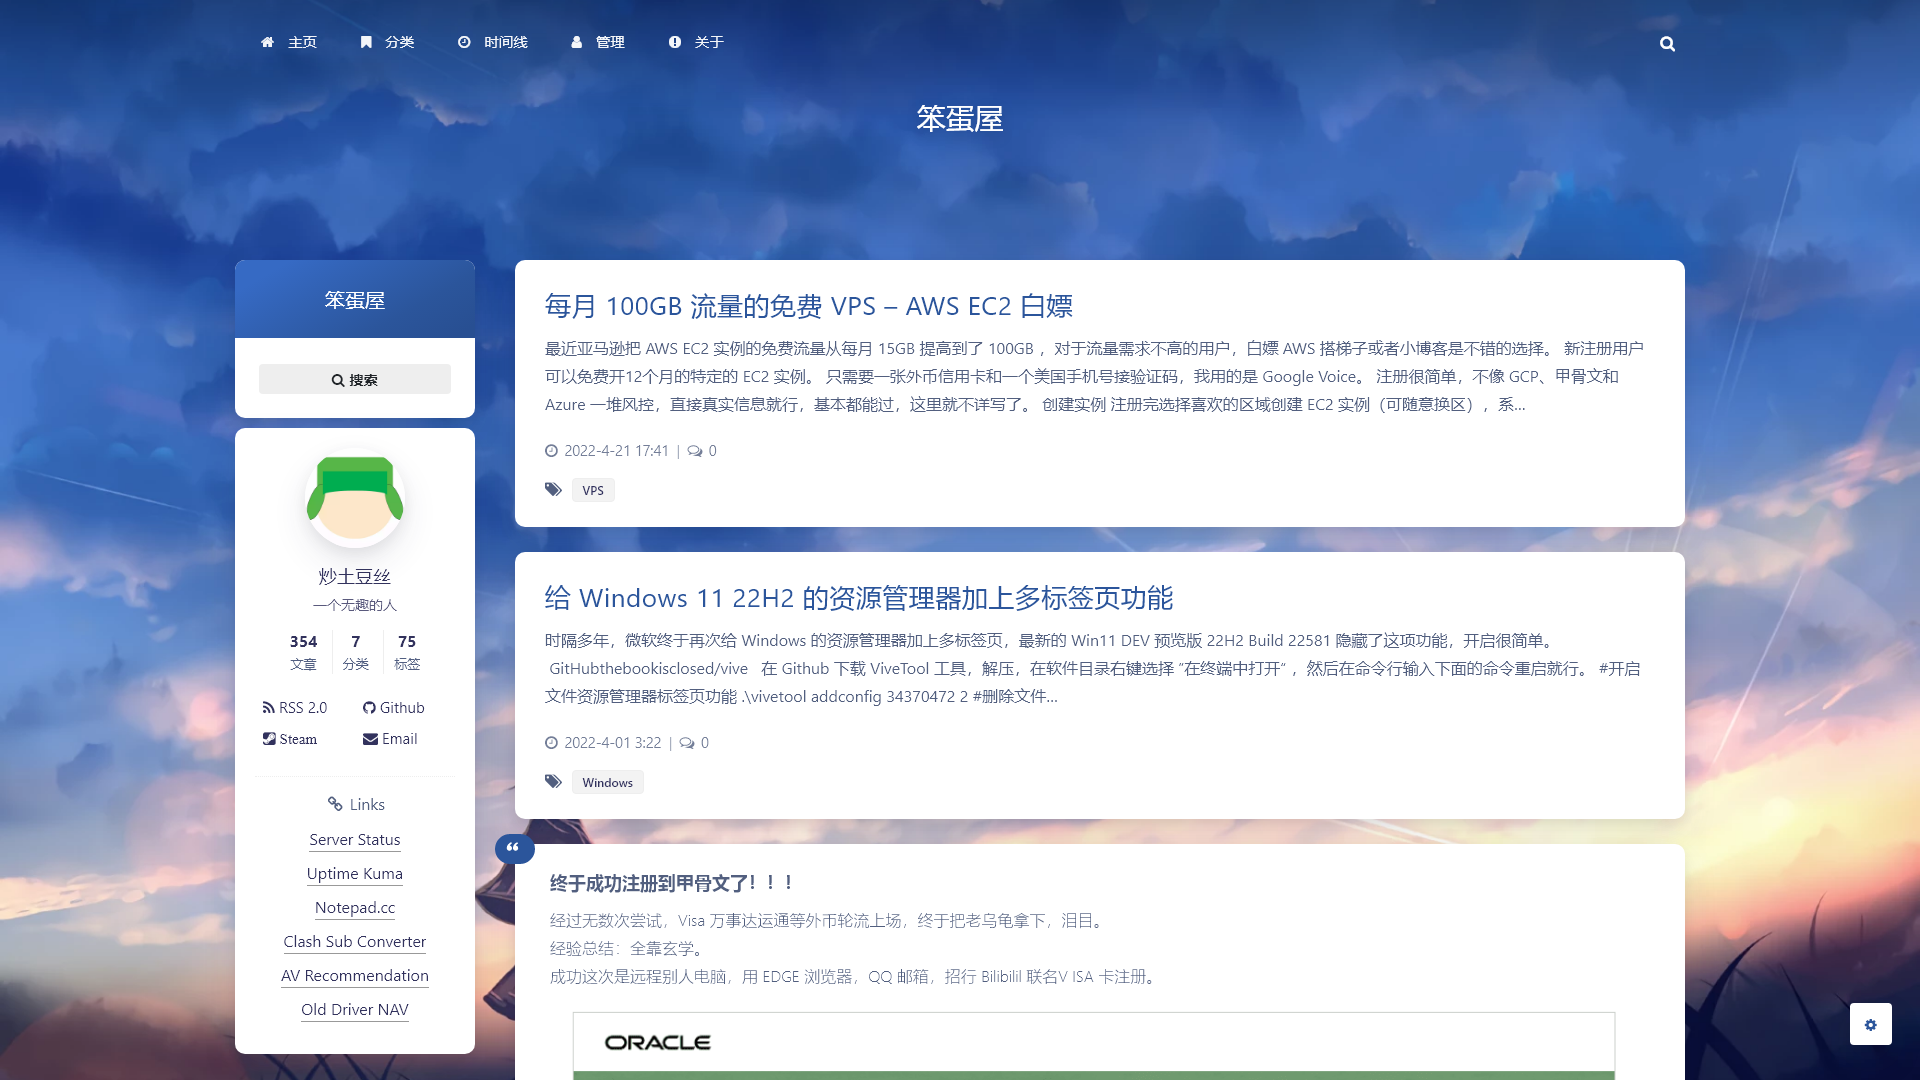 主页 分类 时间线 管理 关于
笨蛋屋
笨蛋屋
搜索
炒土豆丝
一个无趣的人
354 7 75
文章 分类 标签
RSS 2.0 Github
Steam Email
Links
Server Status
Uptime Kuma
Notepad.cc
Clash Sub Converter
AV Recommendation
Old Driver NAV
每月 100GB 流量的免费 VPS – AWS EC2 白嫖
最近亚马逊把 AWS EC2 实例的免费流量从每月 15GB 提高到了 100GB ，对于流量需求不高的用户，白嫖 AWS 搭梯子或者小博客是不错的选择。 新注册用户
可以免费开12个月的特定的 EC2 实例。 只需要一张外币信用卡和一个美国手机号接验证码，我用的是 Google Voice。 注册很简单，不像 GCP、甲骨文和
Azure 一堆风控，直接真实信息就行，基本都能过，这里就不详写了。 创建实例 注册完选择喜欢的区域创建 EC2 实例（可随意换区），系...
2022-4-21 17:41 | 0
VPS
给 Windows 11 22H2 的资源管理器加上多标签页功能
时隔多年，微软终于再次给 Windows 的资源管理器加上多标签页，最新的 Win11 DEV 预览版 22H2 Build 22581 隐藏了这项功能，开启很简单。
GitHubthebookisclosed/vive 在 Github 下载 ViveTool 工具，解压，在软件目录右键选择 ”在终端中打开“ ，然后在命令行输入下面的命令重启就行。 #开启
文件资源管理器标签页功能 .\vivetool addconfig 34370472 2 #删除文件...
2022-4-01 3:22 | 0
Windows
终于成功注册到甲骨文了！！！
经过无数次尝试，Visa 万事达运通等外币轮流上场，终于把老乌龟拿下，泪目。
经验总结：全靠玄学。
成功这次是远程别人电脑，用 EDGE 浏览器，QQ 邮箱，招行 Bilibilil 联名V ISA 卡注册。
ORACLE